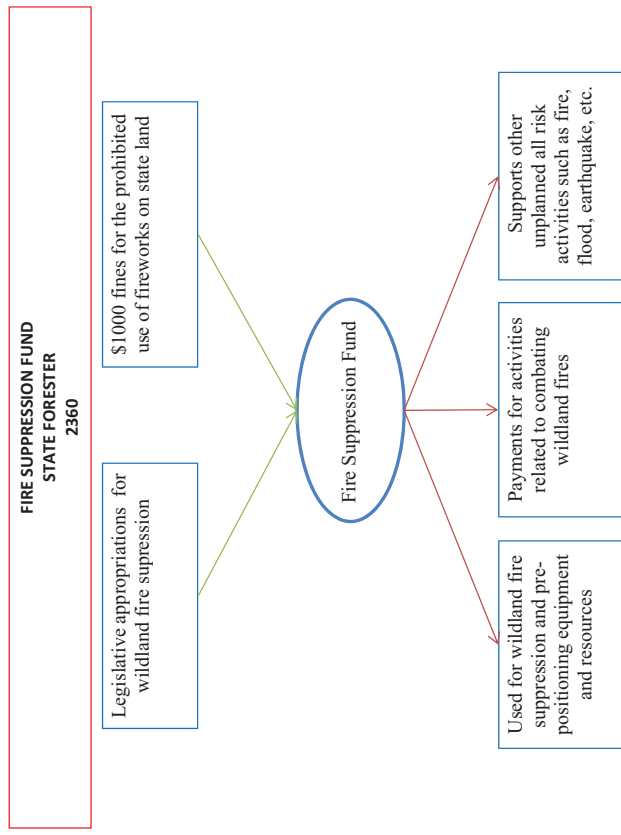 FIRE SUPPRESSION FUND
STATE FORESTER
2360
Legislative appropriations for
wildland fire supression
$1000 fines for the prohibited
use of fireworks on state land
Fire Suppression Fund
Used for wildland fire
suppression and pre-
positioning equipment
and resources
Payments for activities
related to combating
wildland fires
Supports other
unplanned all risk
activities such as fire,
flood, earthquake, etc.